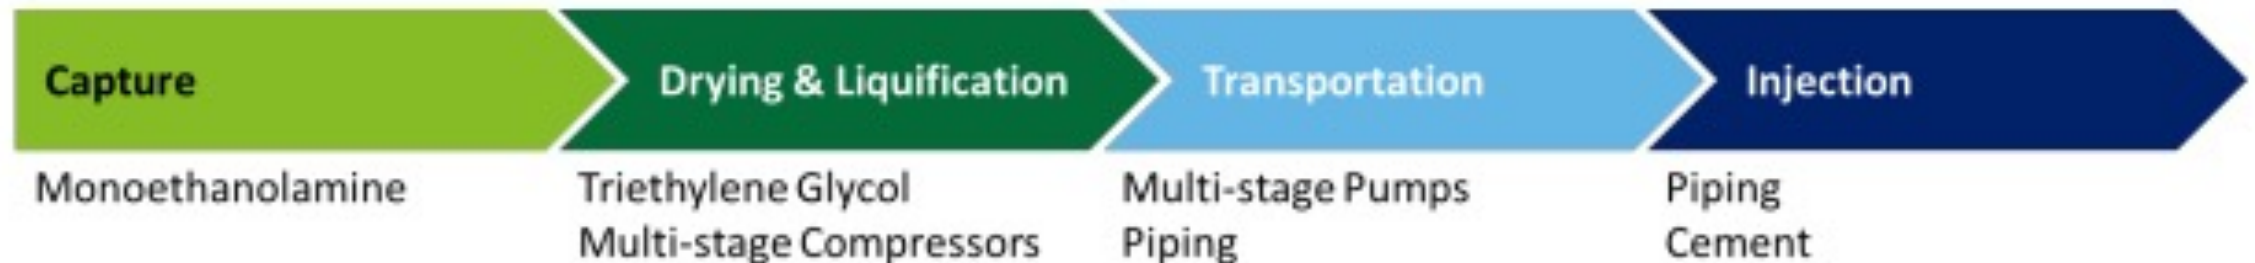 Capture
Drying & Liquification
Transportation
Injection
Monoethanolamine
Triethylene Glycol
Multi-stage Compressors
Multi-stage Pumps
Piping
Piping
Cement